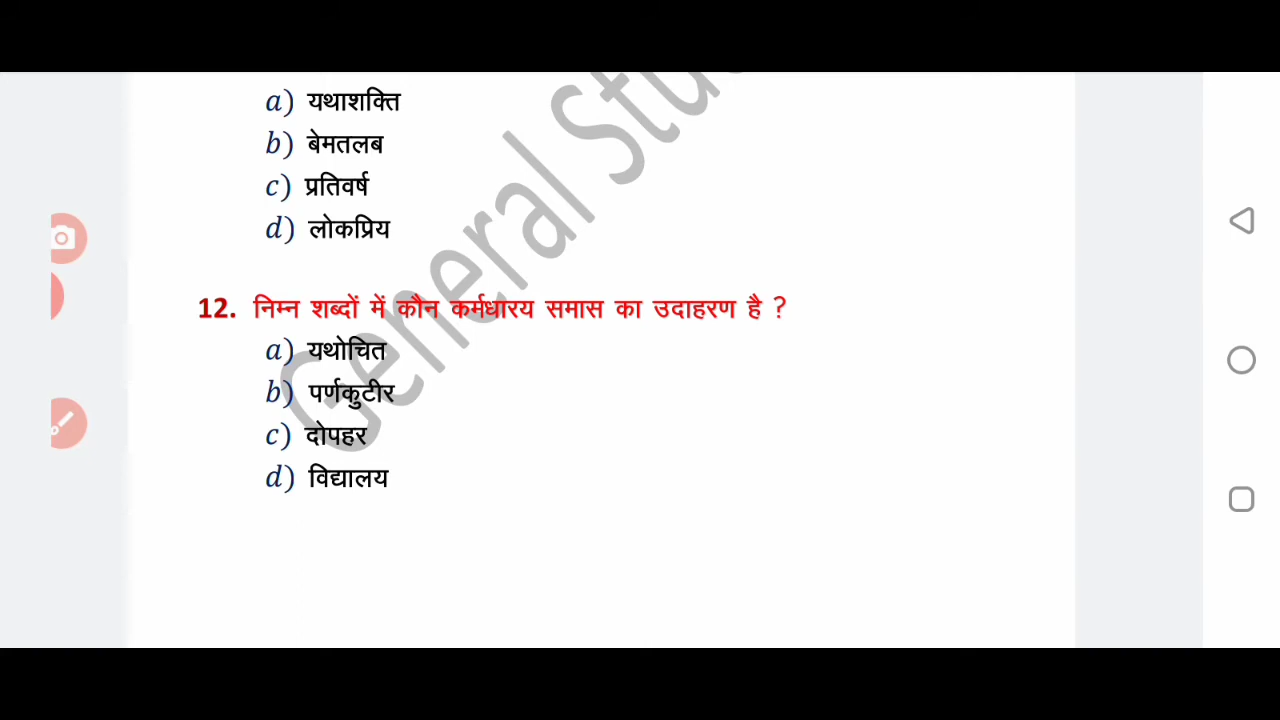 a) यथाशक्ति
b) बेमतलब
c) प्रतिवर्ष
d) लोकप्रिय
12. निम्न शब्दों में कौन कर्मधारय समास का उदाहरण है ?
a) यथोचित
b) पर्णकुटीर
c) दोपहर
d) विद्यालय
General